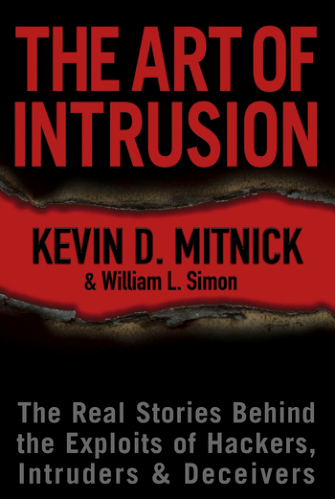 THE ART OF
INTRUSION
KEVIN D. MITNICK
& William L. Simon
The Real Stories Behind
the Exploits of Hackers,
Intruders & Deceivers